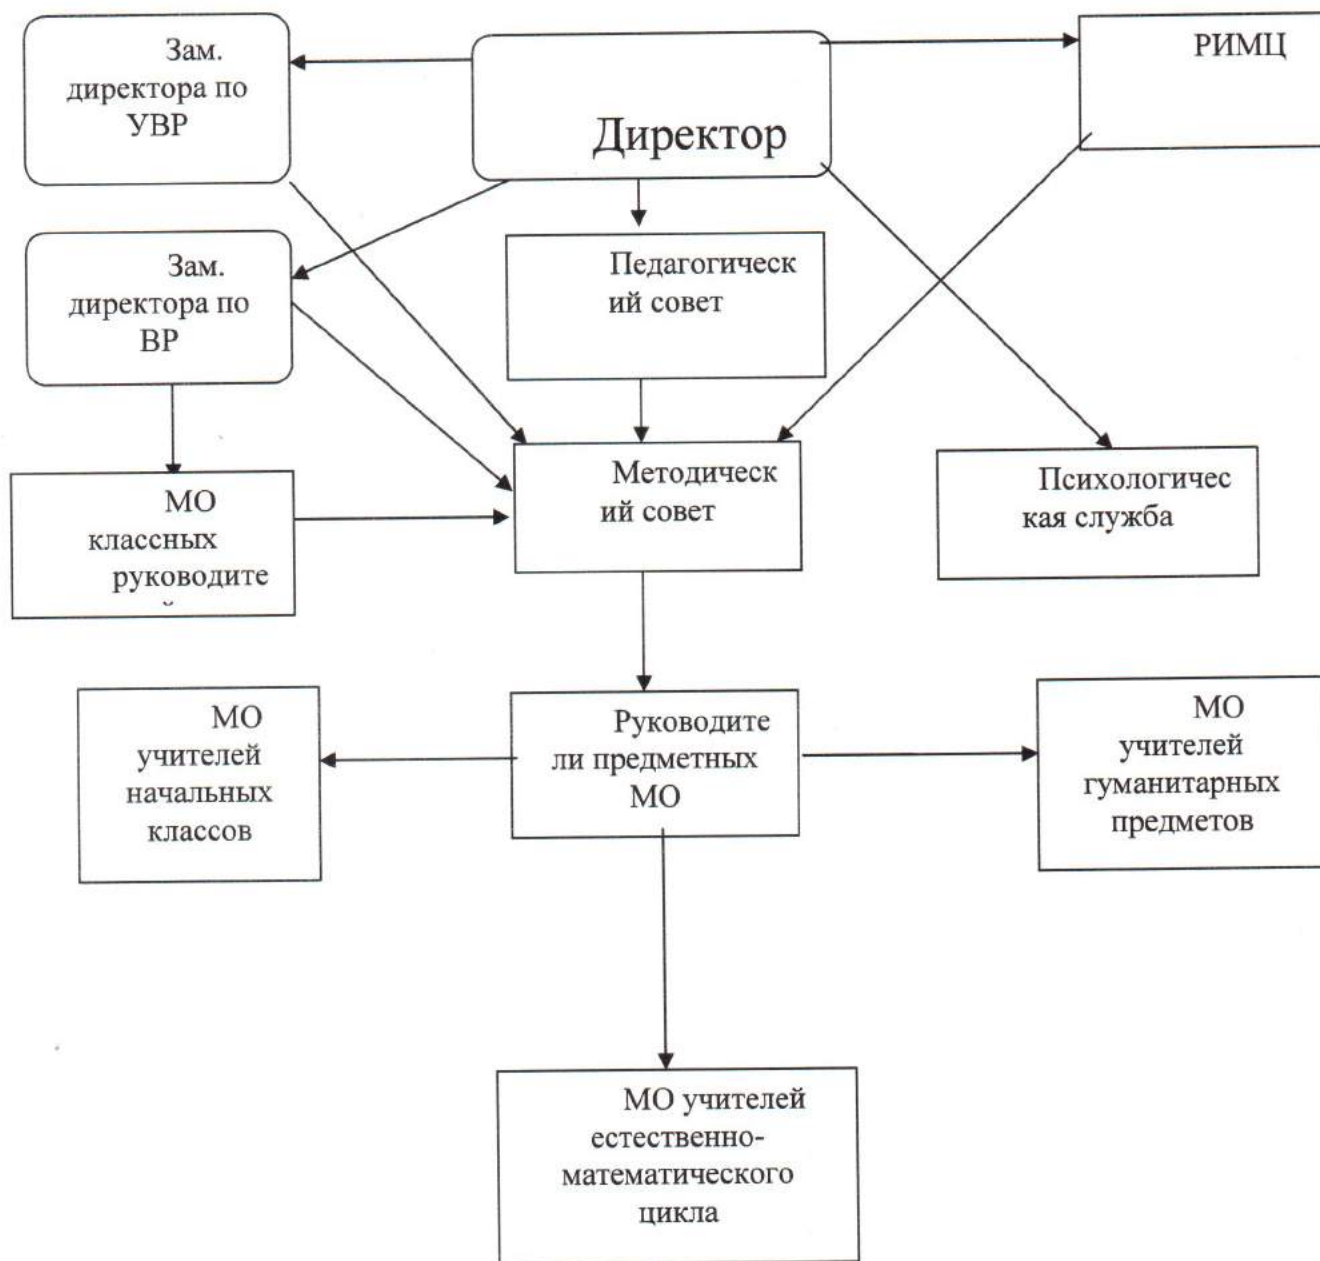 Зам.
директора по
УВР
Директор
РИМЦ
Зам.
директора по
ВР
Педагогическ
ий совет
МО
классных
руководите
Методическ
ий совет
Психологичес
кая служба
МО
учителей
начальных
классов
Руководите
ли предметных
МО
МО
учителей
гуманитарных
предметов
МО учителей
естественно-
математического
цикла